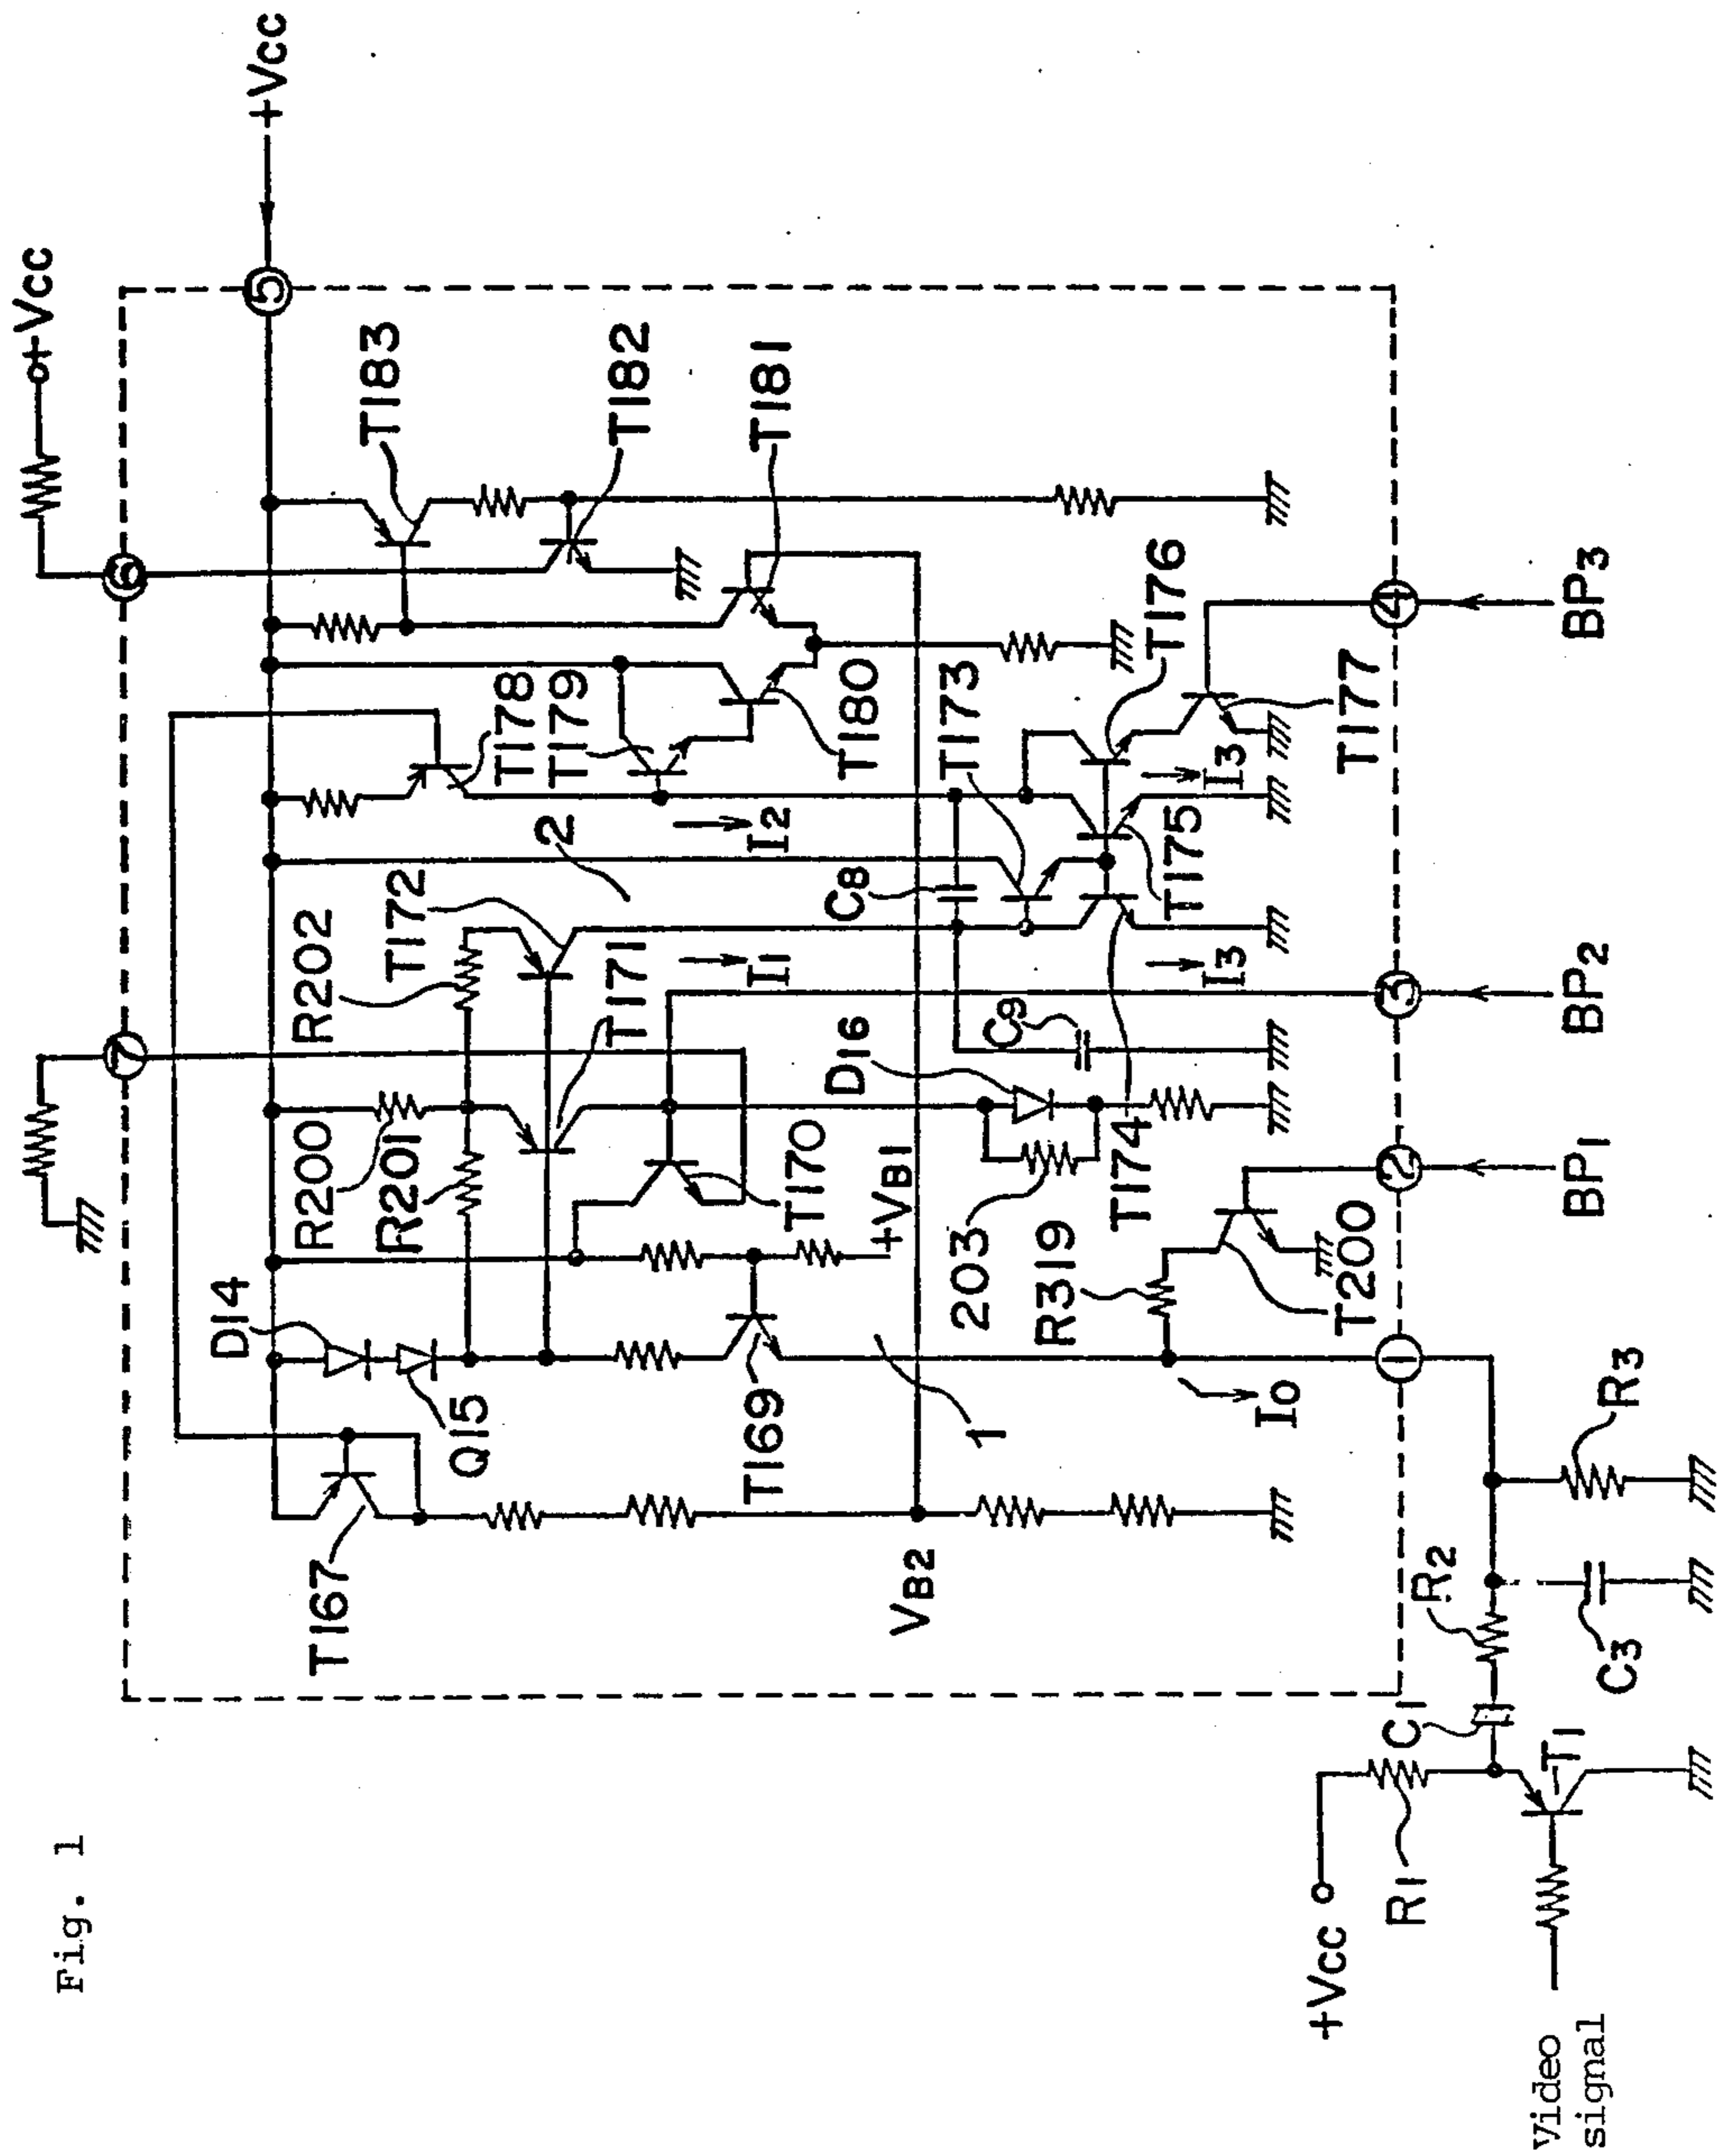 Fig. 1
+Vcc
+Vcc
7
6
5
T167
D14
Q15
R200
R201
R202
T172
T171
2
T178
T179
T183
T182
T181
T180
T173
T176
T177
T175
T174
C8
C9
D16
203
R319
T200
T170
T169
+VB1
VB2
1
I0
I1
I2
I3
I3
1
2
3
4
BP1
BP2
BP3
+Vcc
R1
C1
R2
C3
R3
T1
Video
signal